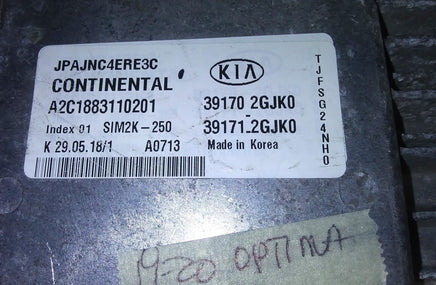 JPAJNC4ERE3C
CONTINENTAL
A2C1883110201
Index 01 SIM2K-250
K 29.05.18/1 A0713
KIA
39170 2GJK0
-
39171 2GJK0
Made in Korea
TJFSG24NH0
19-20 OPTIMA